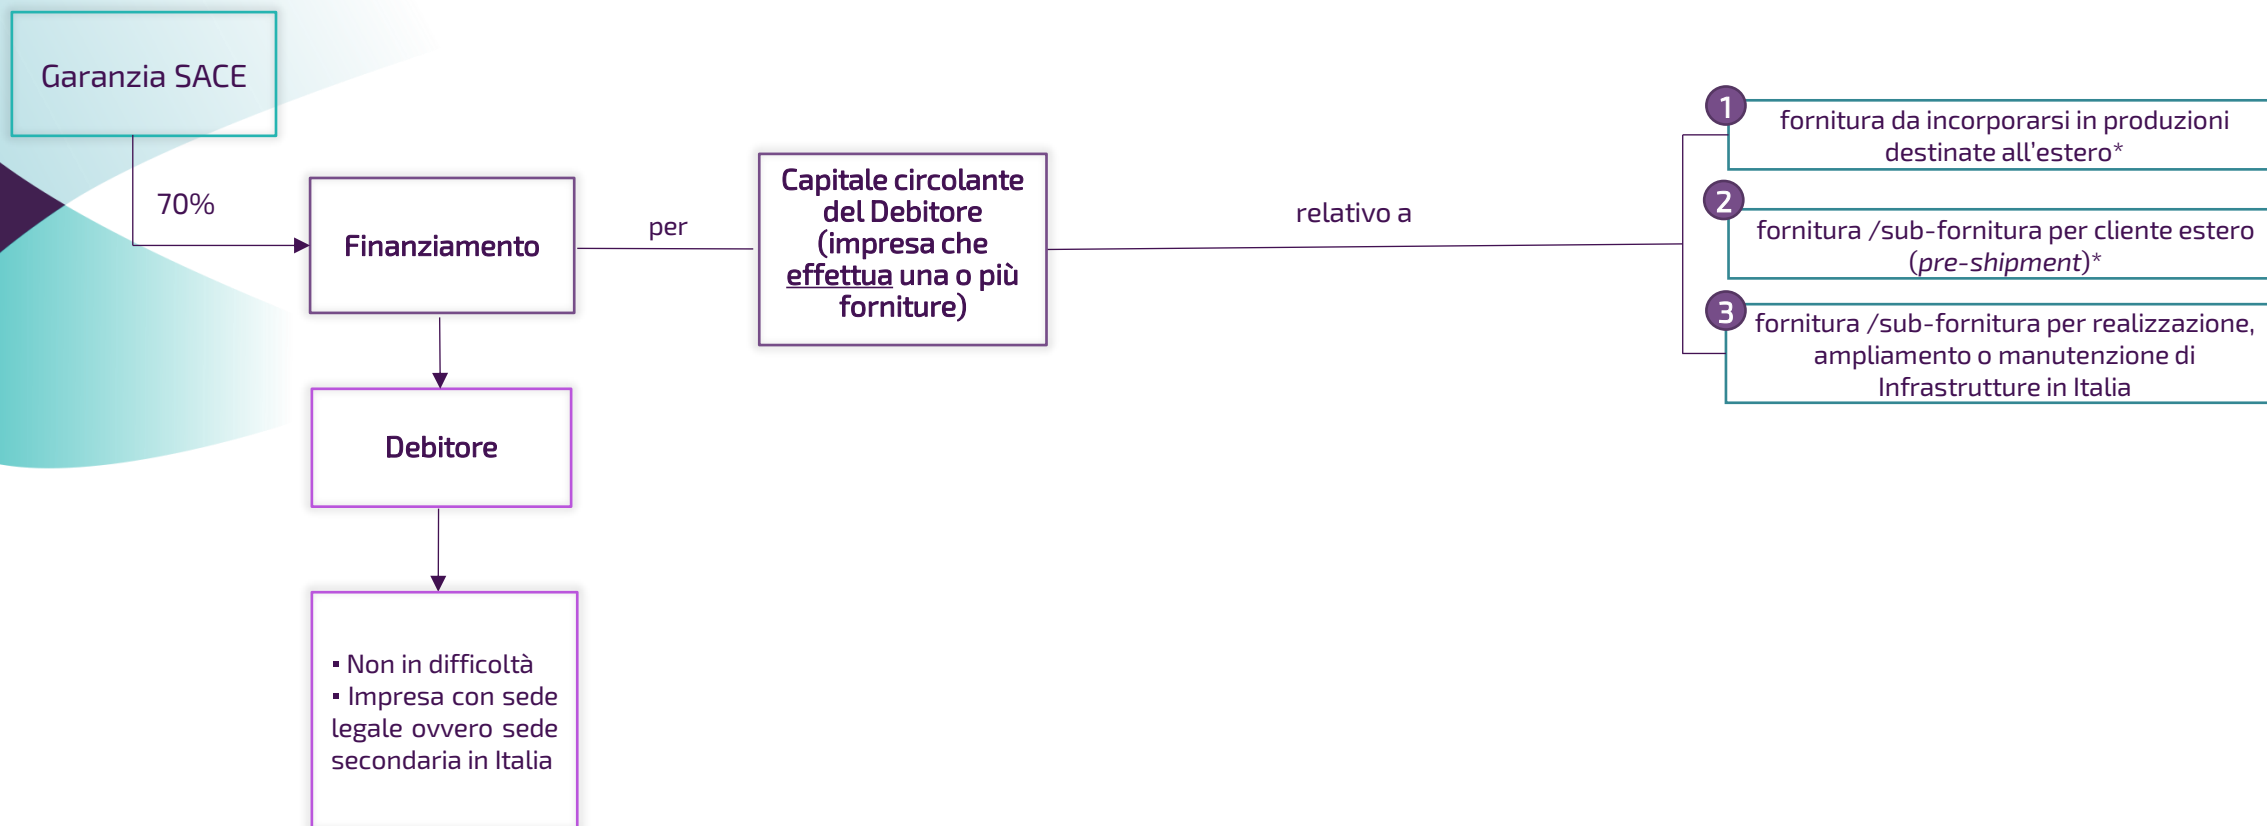 Garanzia SACE
70%
Finanziamento
per
Capitale circolante
del Debitore
(impresa che
effettua una o più
forniture)
relativo a
1
fornitura da incorporarsi in produzioni
destinate all'estero*
2
fornitura /sub-fornitura per cliente estero
(pre-shipment)*
3
fornitura /sub-fornitura per realizzazione,
ampliamento o manutenzione di
Infrastrutture in Italia
Debitore
▪ Non in difficoltà
▪ Impresa con sede
legale ovvero sede
secondaria in Italia